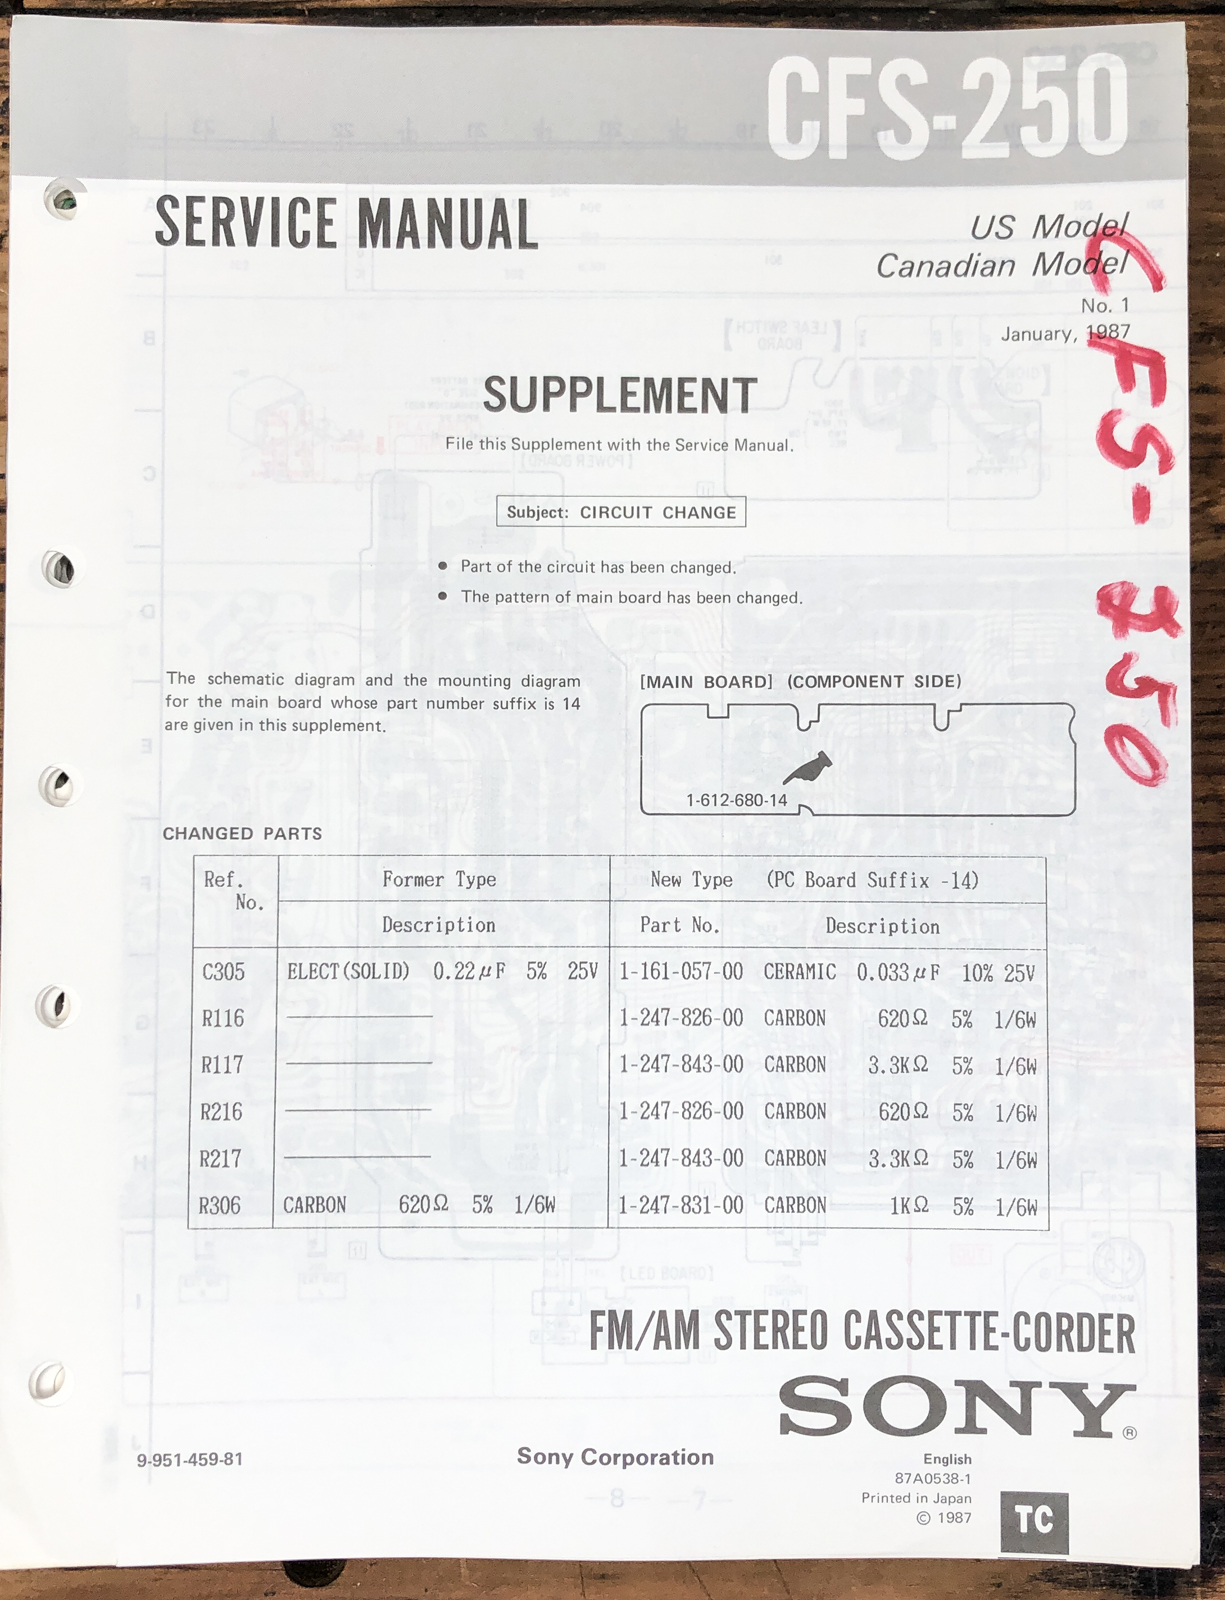 CFS-250
SERVICE MANUAL
US Model
Canadian Model
No. 1
January, 1987
SUPPLEMENT
File this Supplement with the Service Manual.
Subject: CIRCUIT CHANGE
● Part of the circuit has been changed.
● The pattern of main board has been changed.
CFS-250
The schematic diagram and the mounting diagram
for the main board whose part number suffix is 14
are given in this supplement.
[MAIN BOARD] (COMPONENT SIDE)
1-612-680-14
CHANGED PARTS
Ref. No. Former Type New Type (PC Board Suffix -14)
Description Part No. Description
C305 ELECT(SOLID) 0.22μF 5% 25V 1-161-057-00 CERAMIC 0.033μF 10% 25V
R116 ——— 1-247-826-00 CARBON 620Ω 5% 1/6W
R117 ——— 1-247-843-00 CARBON 3.3KΩ 5% 1/6W
R216 ——— 1-247-826-00 CARBON 620Ω 5% 1/6W
R217 ——— 1-247-843-00 CARBON 3.3KΩ 5% 1/6W
R306 CARBON 620Ω 5% 1/6W 1-247-831-00 CARBON 1KΩ 5% 1/6W
[LED BOARD]
FM/AM STEREO CASSETTE-CORDER
SONY®
9-951-459-81
Sony Corporation
English
87A0538-1
Printed in Japan
© 1987
TC
—8— —7—